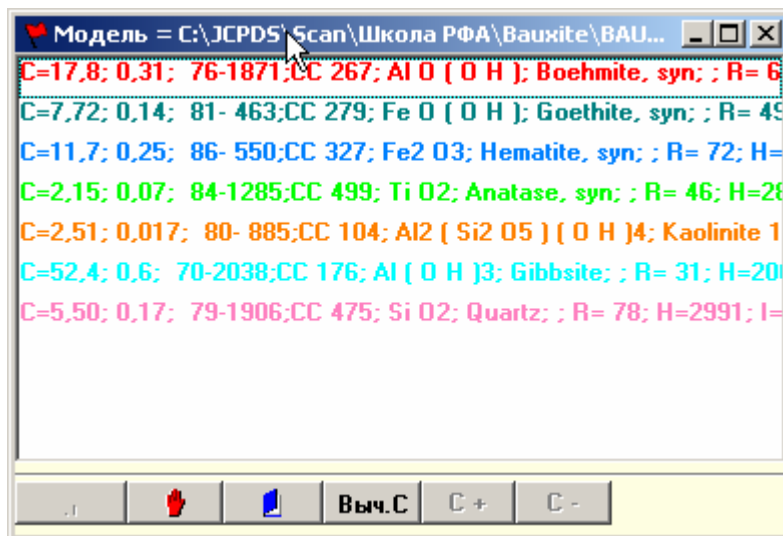 Модель = C:\JCPDS\Scan\Школа РФА\Bauxite\BAU...
C=17,8; 0,31; 76-1871;CC 267; Al O ( O H ); Boehmite, syn; ; R= 6
C=7,72; 0,14; 81- 463;CC 279; Fe O ( O H ); Goethite, syn; ; R= 49
C=11,7; 0,25; 86- 550;CC 327; Fe2 O3; Hematite, syn; ; R= 72; H=
C=2,15; 0,07; 84-1285;CC 499; Ti O2; Anatase, syn; ; R= 46; H=28
C=2,51; 0,017; 80- 885;CC 104; Al2 ( Si2 O5 ) ( O H )4; Kaolinite 1
C=52,4; 0,6; 70-2038;CC 176; Al ( O H )3; Gibbsite; ; R= 31; H=20
C=5,50; 0,17; 79-1906;CC 475; Si O2; Quartz; ; R= 78; H=2991; I=
Выч.С C + C -